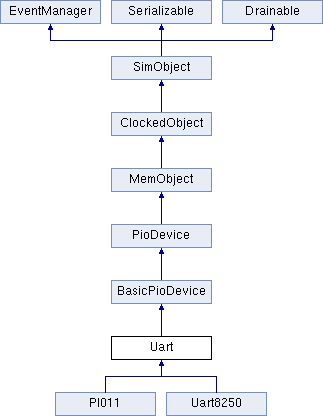 EventManager Serializable Drainable
SimObject
ClockedObject
MemObject
PioDevice
BasicPioDevice
Uart
Pl011 Uart8250